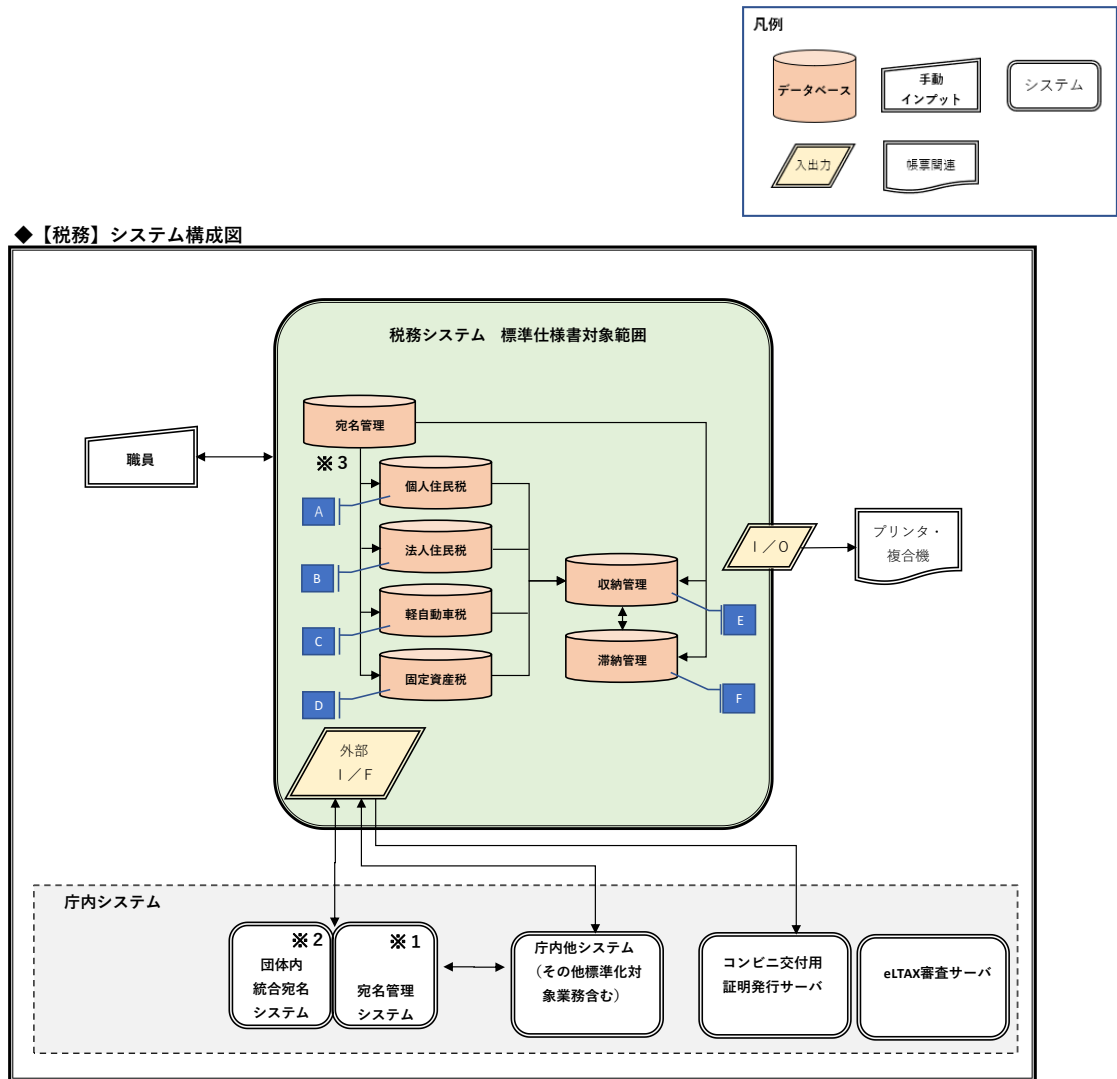 凡例
データベース
手動
インプット
システム
入出力
帳票関連
◆【税務】システム構成図
税務システム　標準仕様書対象範囲
宛名管理
※３
職員
個人住民税
A
法人住民税
B
軽自動車税
C
固定資産税
D
収納管理
E
滞納管理
F
Ｉ／Ｏ
プリンタ・
複合機
外部
Ｉ／Ｆ
庁内システム
※２
団体内
統合宛名
システム
※１
宛名管理
システム
庁内他システム
（その他標準化対
象業務含む）
コンビニ交付用
証明発行サーバ
eLTAX審査サーバ